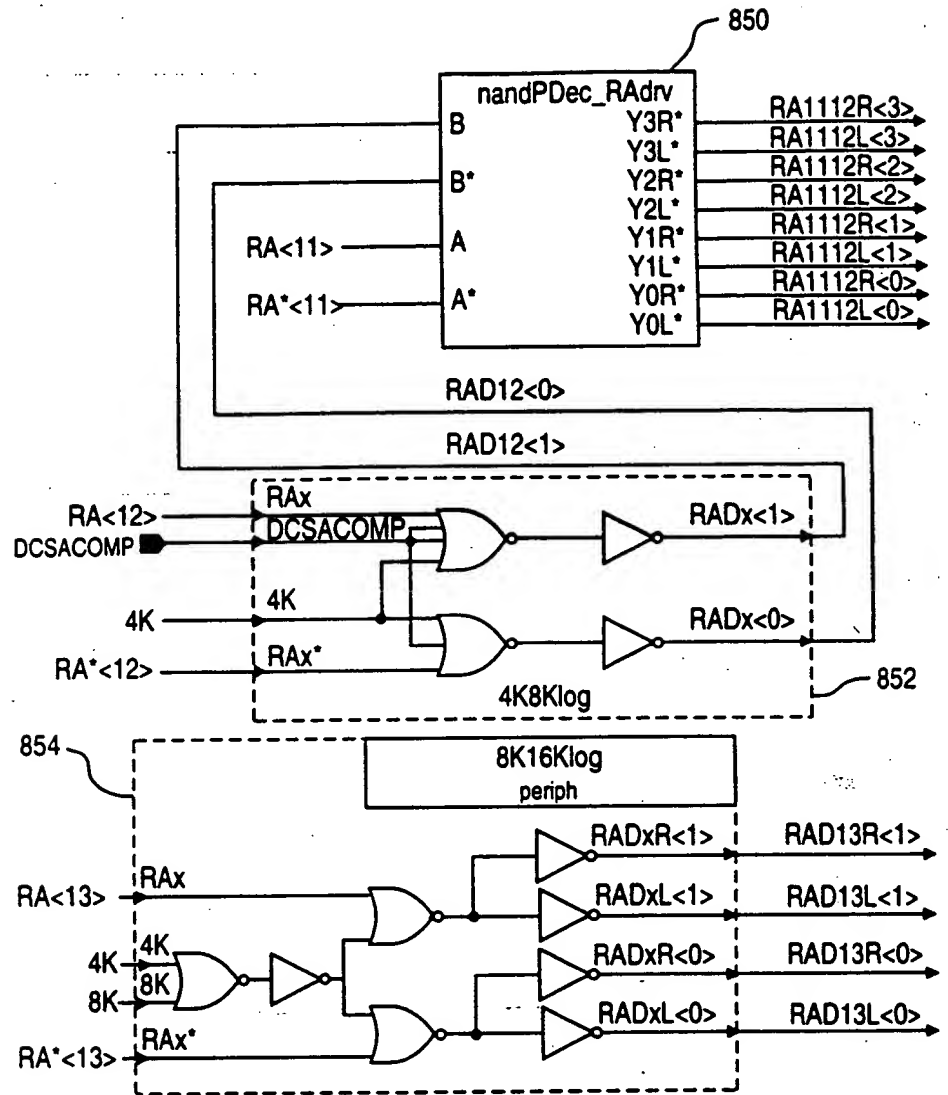 850
nandPDec_RAdrv
B
B*
RA<11> A
RA*<11> A*
Y3R* RA1112R<3>
Y3L* RA1112L<3>
Y2R* RA1112R<2>
Y2L* RA1112L<2>
Y1R* RA1112R<1>
Y1L* RA1112L<1>
Y0R* RA1112R<0>
Y0L* RA1112L<0>
RAD12<0>
RAD12<1>
RA<12> RAx RADx<1>
DCSACOMP DCSACOMP
4K 4K RADx<0>
RA*<12> RAx*
4K8Klog
852
854
8K16Klog
periph
RADxR<1> RAD13R<1>
RA<13> RAx RADxL<1> RAD13L<1>
4K 4K RADxR<0> RAD13R<0>
8K 8K
RA*<13> RAx* RADxL<0> RAD13L<0>